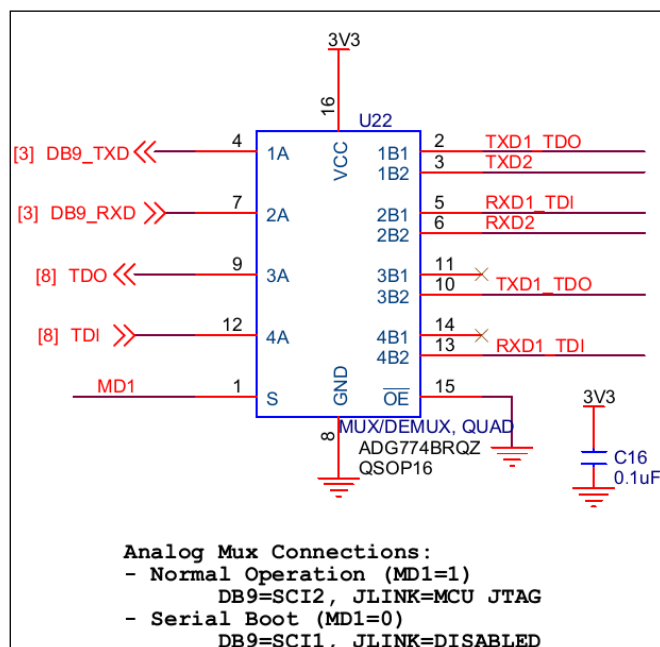 3V3
16
U22
[3] DB9_TXD
4
1A
VCC
1B1
2
TXD1_TDO
1B2
3
TXD2
[3] DB9_RXD
7
2A
2B1
5
RXD1_TDI
2B2
6
RXD2
[8] TDO
9
3A
3B1
11
3B2
10
TXD1_TDO
[8] TDI
12
4A
4B1
14
4B2
13
RXD1_TDI
MD1
1
S
GND
OE
15
8
MUX/DEMUX, QUAD
ADG774BRQZ
QSOP16
3V3
C16
0.1uF
Analog Mux Connections:
- Normal Operation (MD1=1)
DB9=SCI2, JLINK=MCU JTAG
- Serial Boot (MD1=0)
DB9=SCI1, JLINK=DISABLED